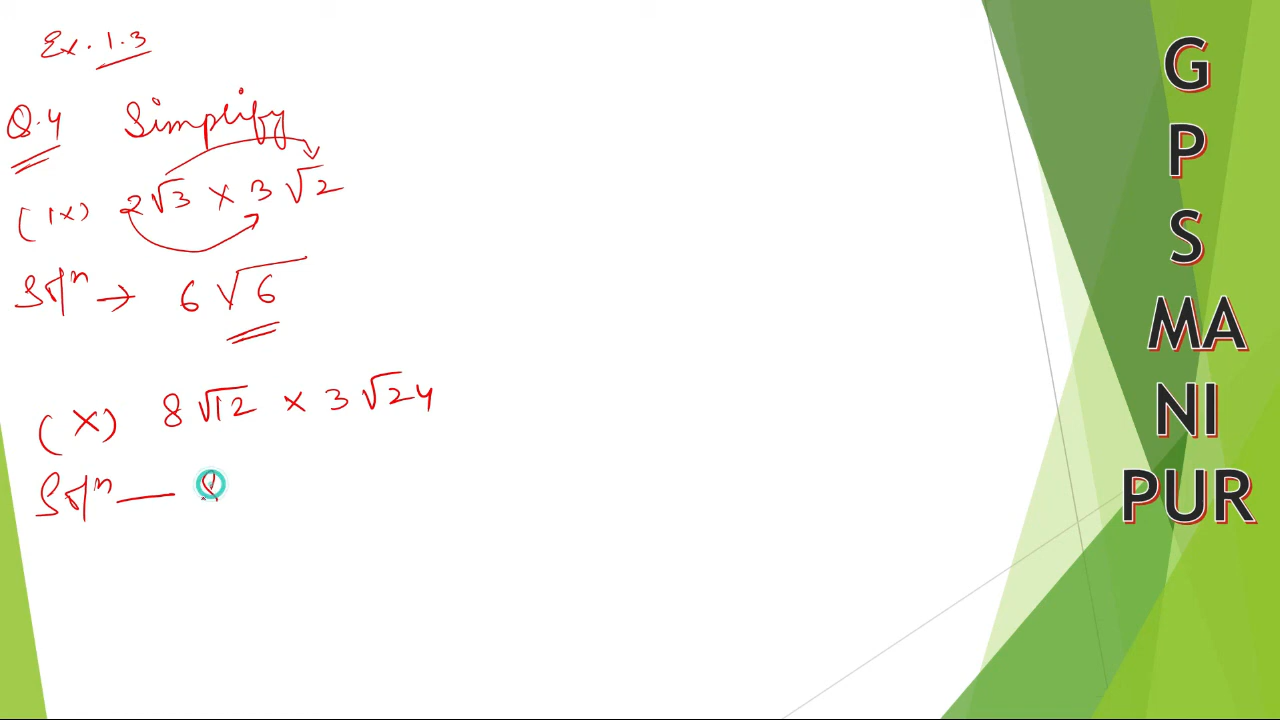 Ex. 1.3
Q.4 Simplify
(ix) 2√3 × 3√2
Solⁿ → 6√6
(x) 8√12 × 3√24
Solⁿ — 8
G
P
S
MA
NI
PUR